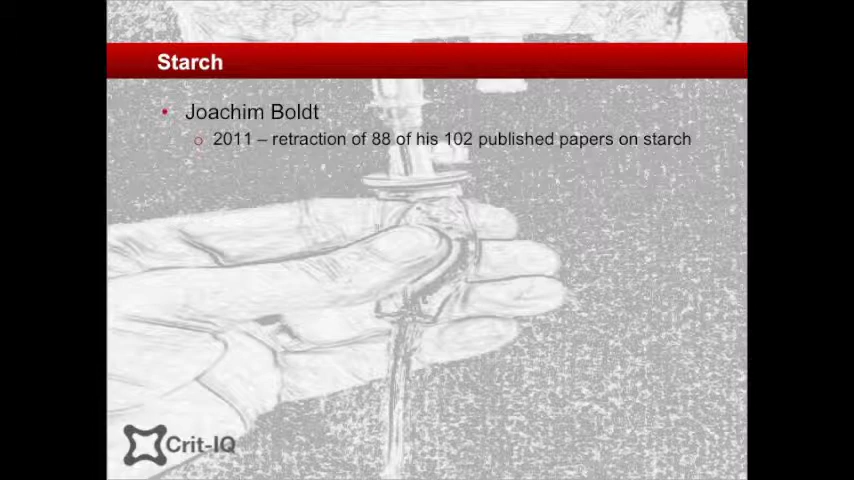 Starch
• Joachim Boldt
o 2011 – retraction of 88 of his 102 published papers on starch
Crit-IQ